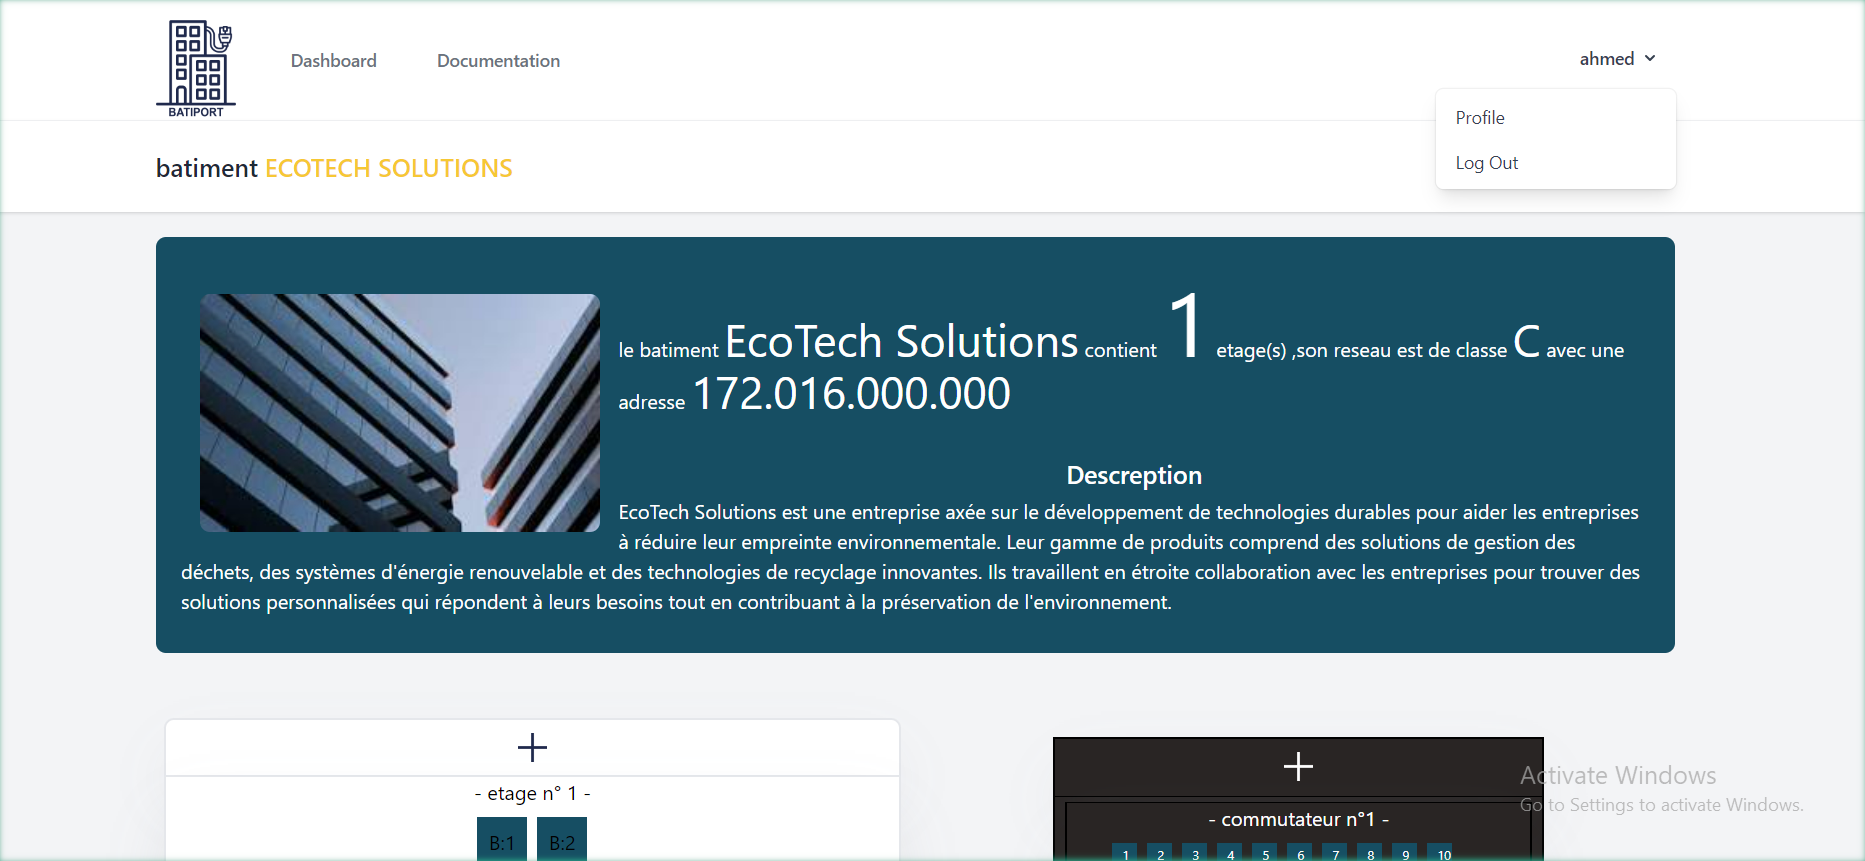 BATIPORT
Dashboard
Documentation
ahmed
Profile
Log Out
batiment ECOTECH SOLUTIONS
le batiment EcoTech Solutions contient 1 etage(s) ,son reseau est de classe C avec une
adresse 172.016.000.000
Descreption
EcoTech Solutions est une entreprise axée sur le développement de technologies durables pour aider les entreprises
à réduire leur empreinte environnementale. Leur gamme de produits comprend des solutions de gestion des
déchets, des systèmes d'énergie renouvelable et des technologies de recyclage innovantes. Ils travaillent en étroite collaboration avec les entreprises pour trouver des
solutions personnalisées qui répondent à leurs besoins tout en contribuant à la préservation de l'environnement.
- etage n° 1 -
B:1 B:2
- commutateur n°1 -
1 2 3 4 5 6 7 8 9 10
Activate Windows
Go to Settings to activate Windows.